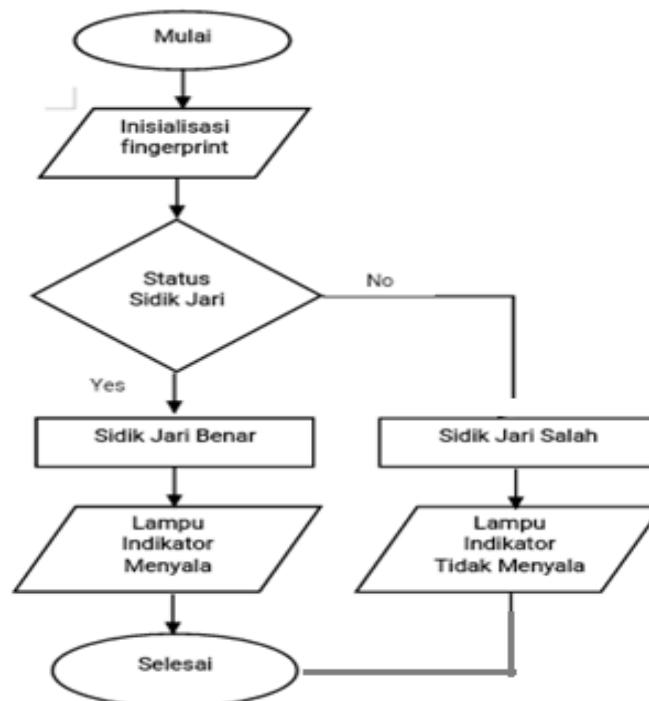 Mulai
Inisialisasi
fingerprint
Status
Sidik Jari
No
Yes
Sidik Jari Benar
Sidik Jari Salah
Lampu
Indikator
Menyala
Lampu
Indikator
Tidak Menyala
Selesai